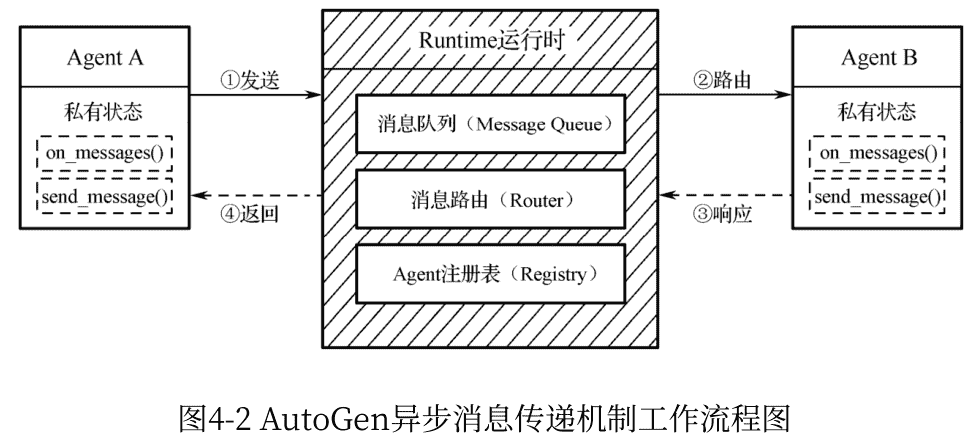 Agent A
私有状态
on_messages()
send_message()
①发送
④返回
Runtime运行时
消息队列（Message Queue）
消息路由（Router）
Agent注册表（Registry）
②路由
③响应
Agent B
私有状态
on_messages()
send_message()
图4-2 AutoGen异步消息传递机制工作流程图